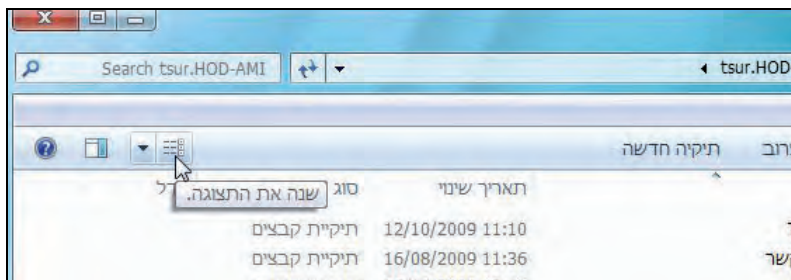 Search tsur.HOD-AMI
tsur.HOD
תיקיה חדשה
תאריך שינוי סוג
שנה את התצוגה.
12/10/2009 11:10 תיקיית קבצים
16/08/2009 11:36 תיקיית קבצים